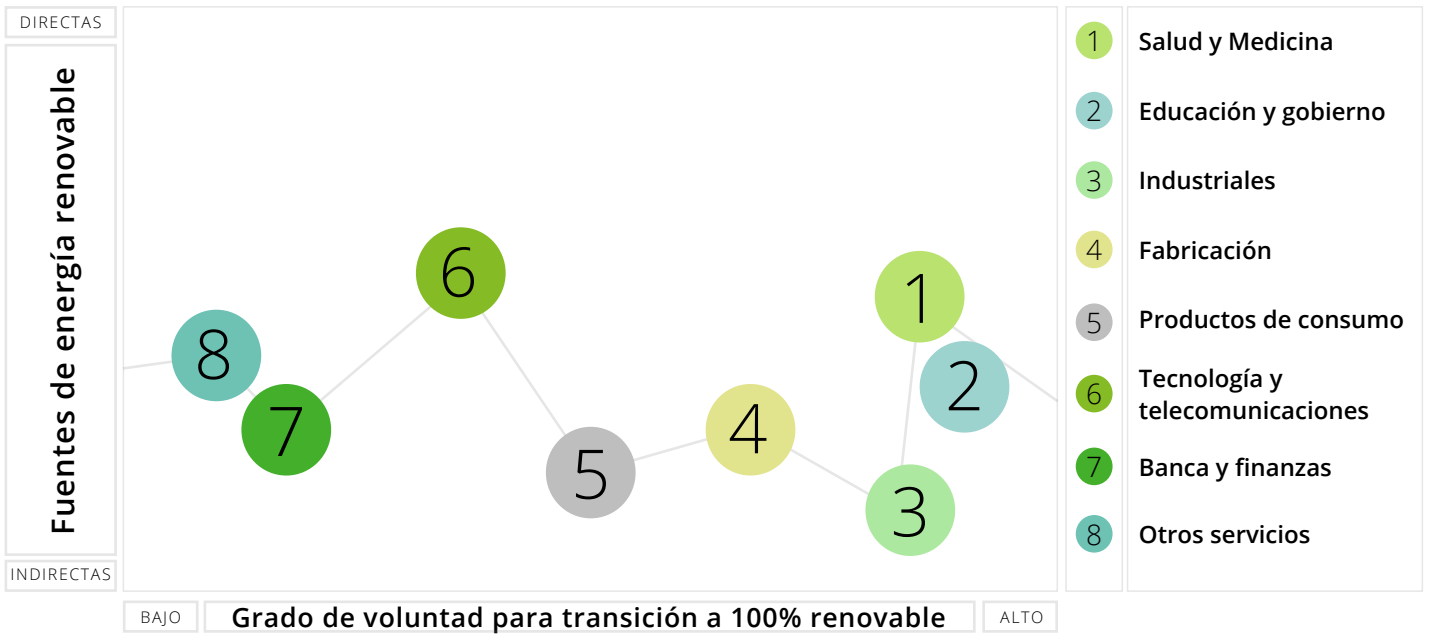 DIRECTAS
Fuentes de energía renovable
INDIRECTAS
8
7
6
5
4
3
1
2
BAJO
Grado de voluntad para transición a 100% renovable
ALTO
1 Salud y Medicina
2 Educación y gobierno
3 Industriales
4 Fabricación
5 Productos de consumo
6 Tecnología y
telecomunicaciones
7 Banca y finanzas
8 Otros servicios